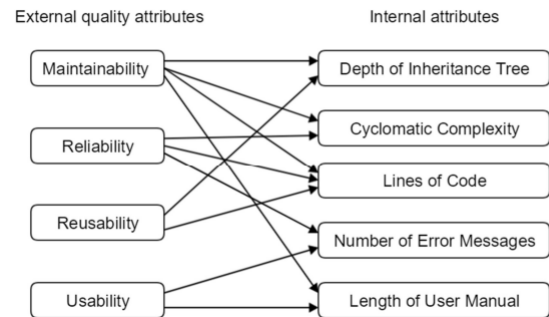 External quality attributes
Internal attributes
Maintainability
Depth of Inheritance Tree
Cyclomatic Complexity
Reliability
Lines of Code
Reusability
Number of Error Messages
Usability
Length of User Manual